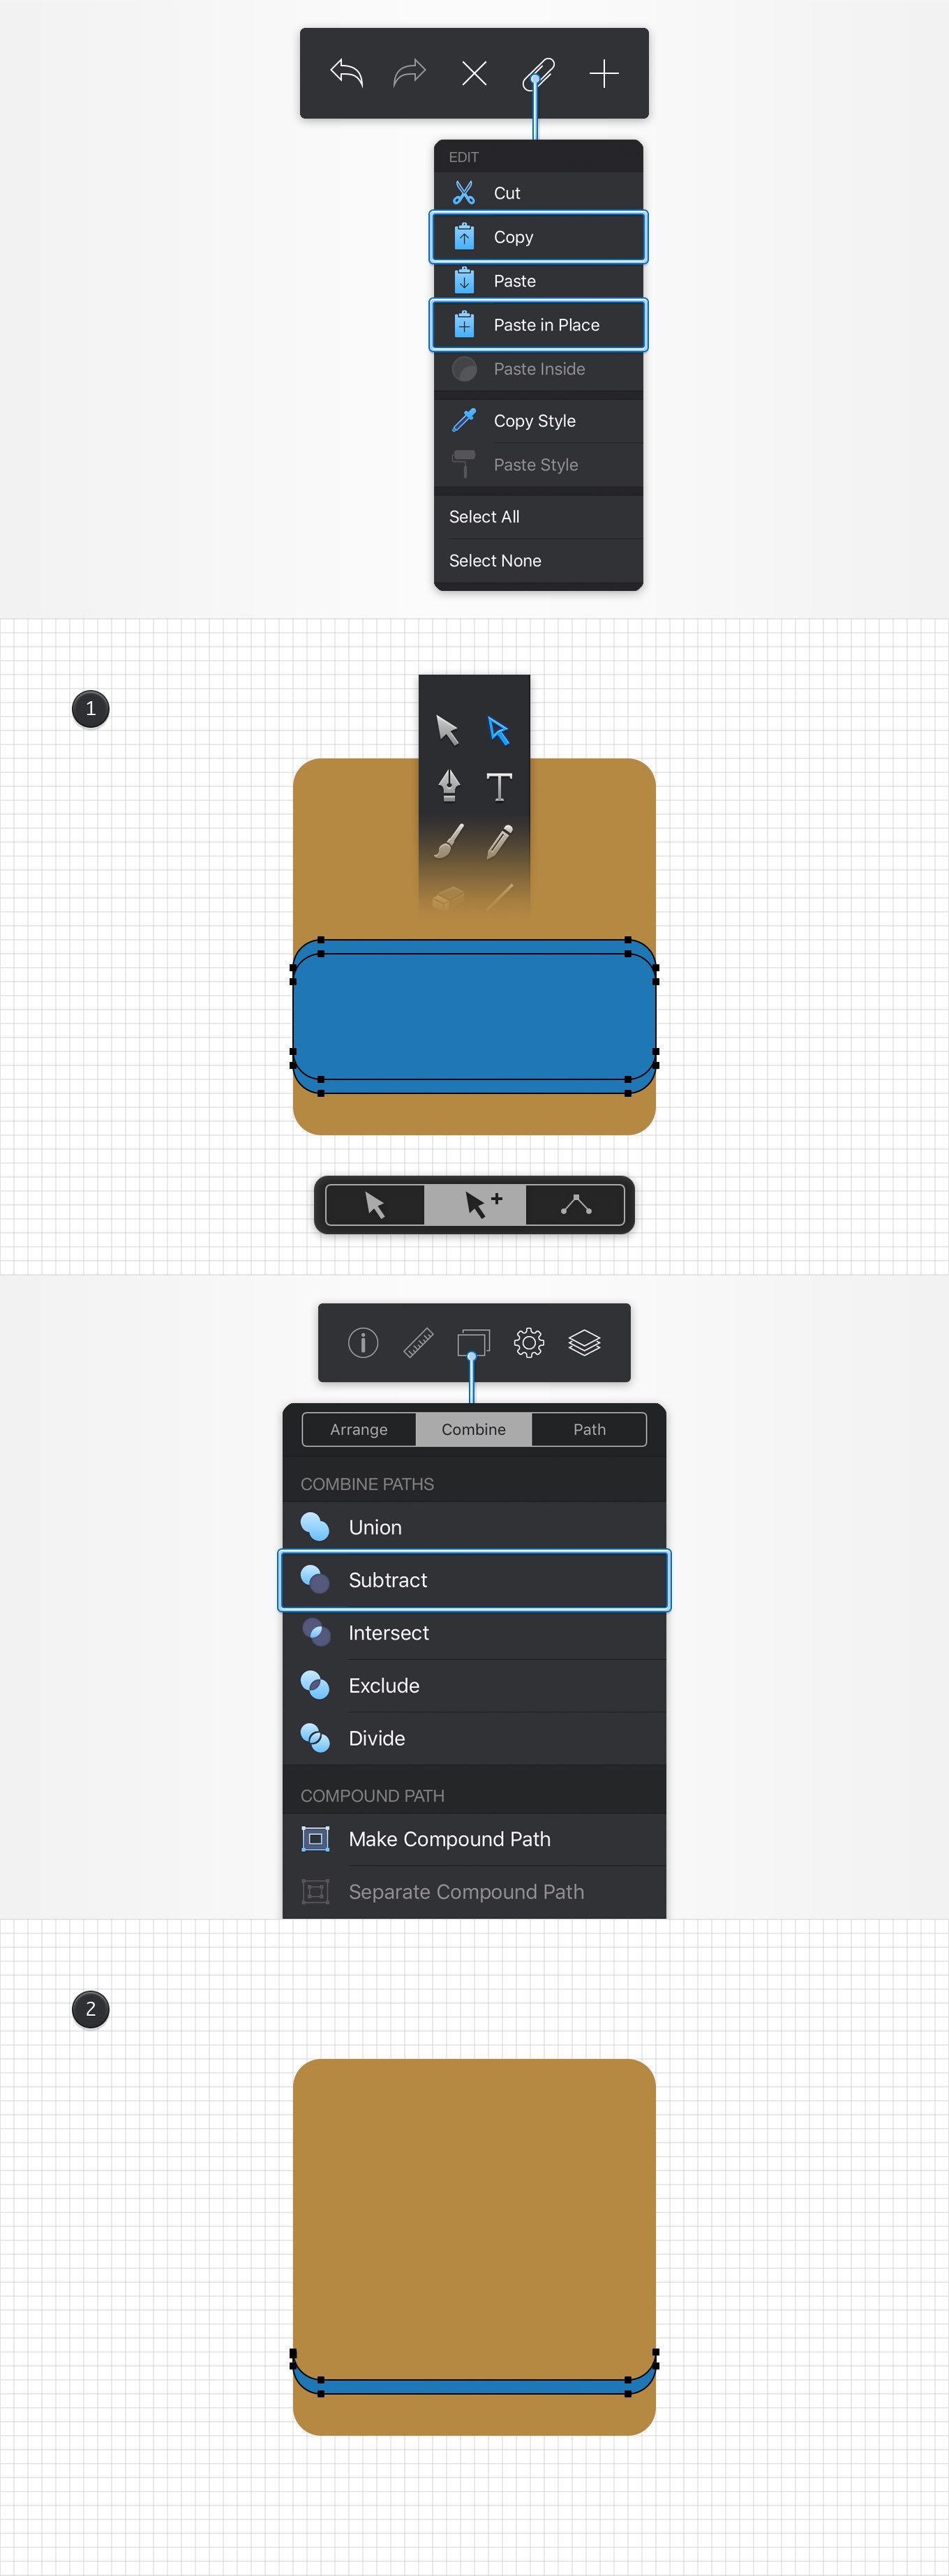 EDIT
Cut
Copy
Paste
Paste in Place
Paste Inside
Copy Style
Paste Style
Select All
Select None
1
T
Arrange Combine Path
COMBINE PATHS
Union
Subtract
Intersect
Exclude
Divide
COMPOUND PATH
Make Compound Path
Separate Compound Path
2